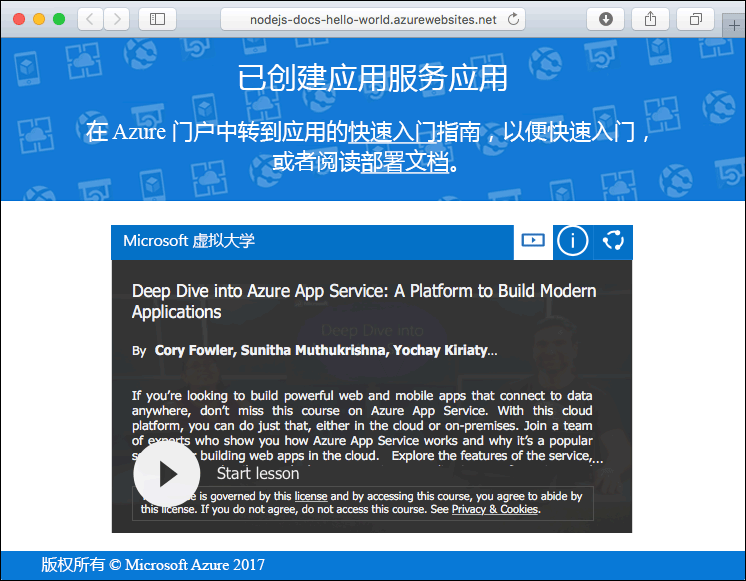 nodejs-docs-hello-world.azurewebsites.net
已创建应用服务应用
在 Azure 门户中转到应用的快速入门指南，以便快速入门，
或者阅读部署文档。
Microsoft 虚拟大学
Deep Dive into Azure App Service: A Platform to Build Modern
Applications
Deep Dive into
By Cory Fowler, Sunitha Muthukrishna, Yochay Kiriaty...
If you're looking to build powerful web and mobile apps that connect to data
anywhere, don't miss this course on Azure App Service. With this cloud
platform, you can do just that, either in the cloud or on-premises. Join a team
of experts who show you how Azure App Service works and why it's a popular
building web apps in the cloud. Explore the features of the service,...
Start lesson
is governed by this license and by accessing this course, you agree to abide by
this license. If you do not agree, do not access this course. See Privacy & Cookies.
版权所有 © Microsoft Azure 2017